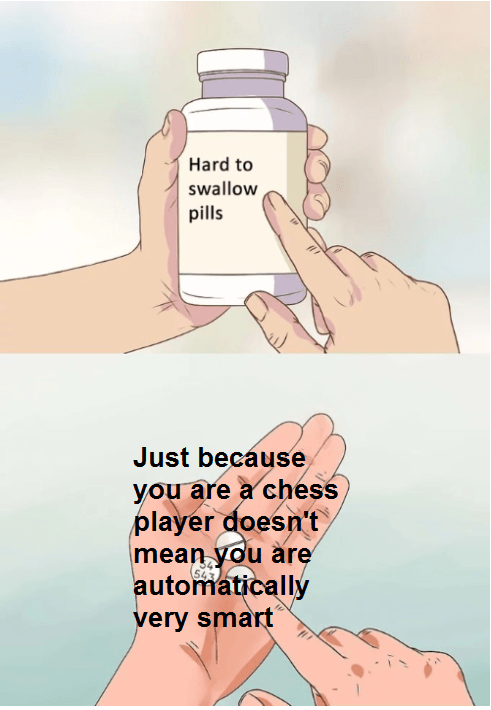 Hard to
swallow
pills
Just because
you are a chess
player doesn't
mean you are
automatically
very smart